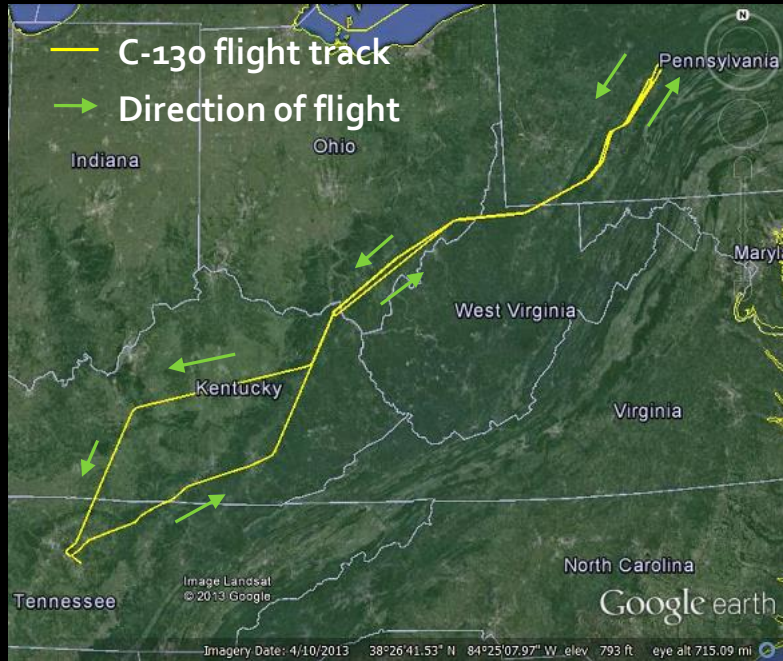 C-130 flight track
Direction of flight
N
Pennsylvania
Indiana
Ohio
Maryla
West Virginia
Kentucky
Virginia
North Carolina
Tennessee
Image Landsat
© 2013 Google
Google earth
Imagery Date: 4/10/2013 38°26'41.53" N 84°25'07.97" W elev 793 ft eye alt 715.09 mi